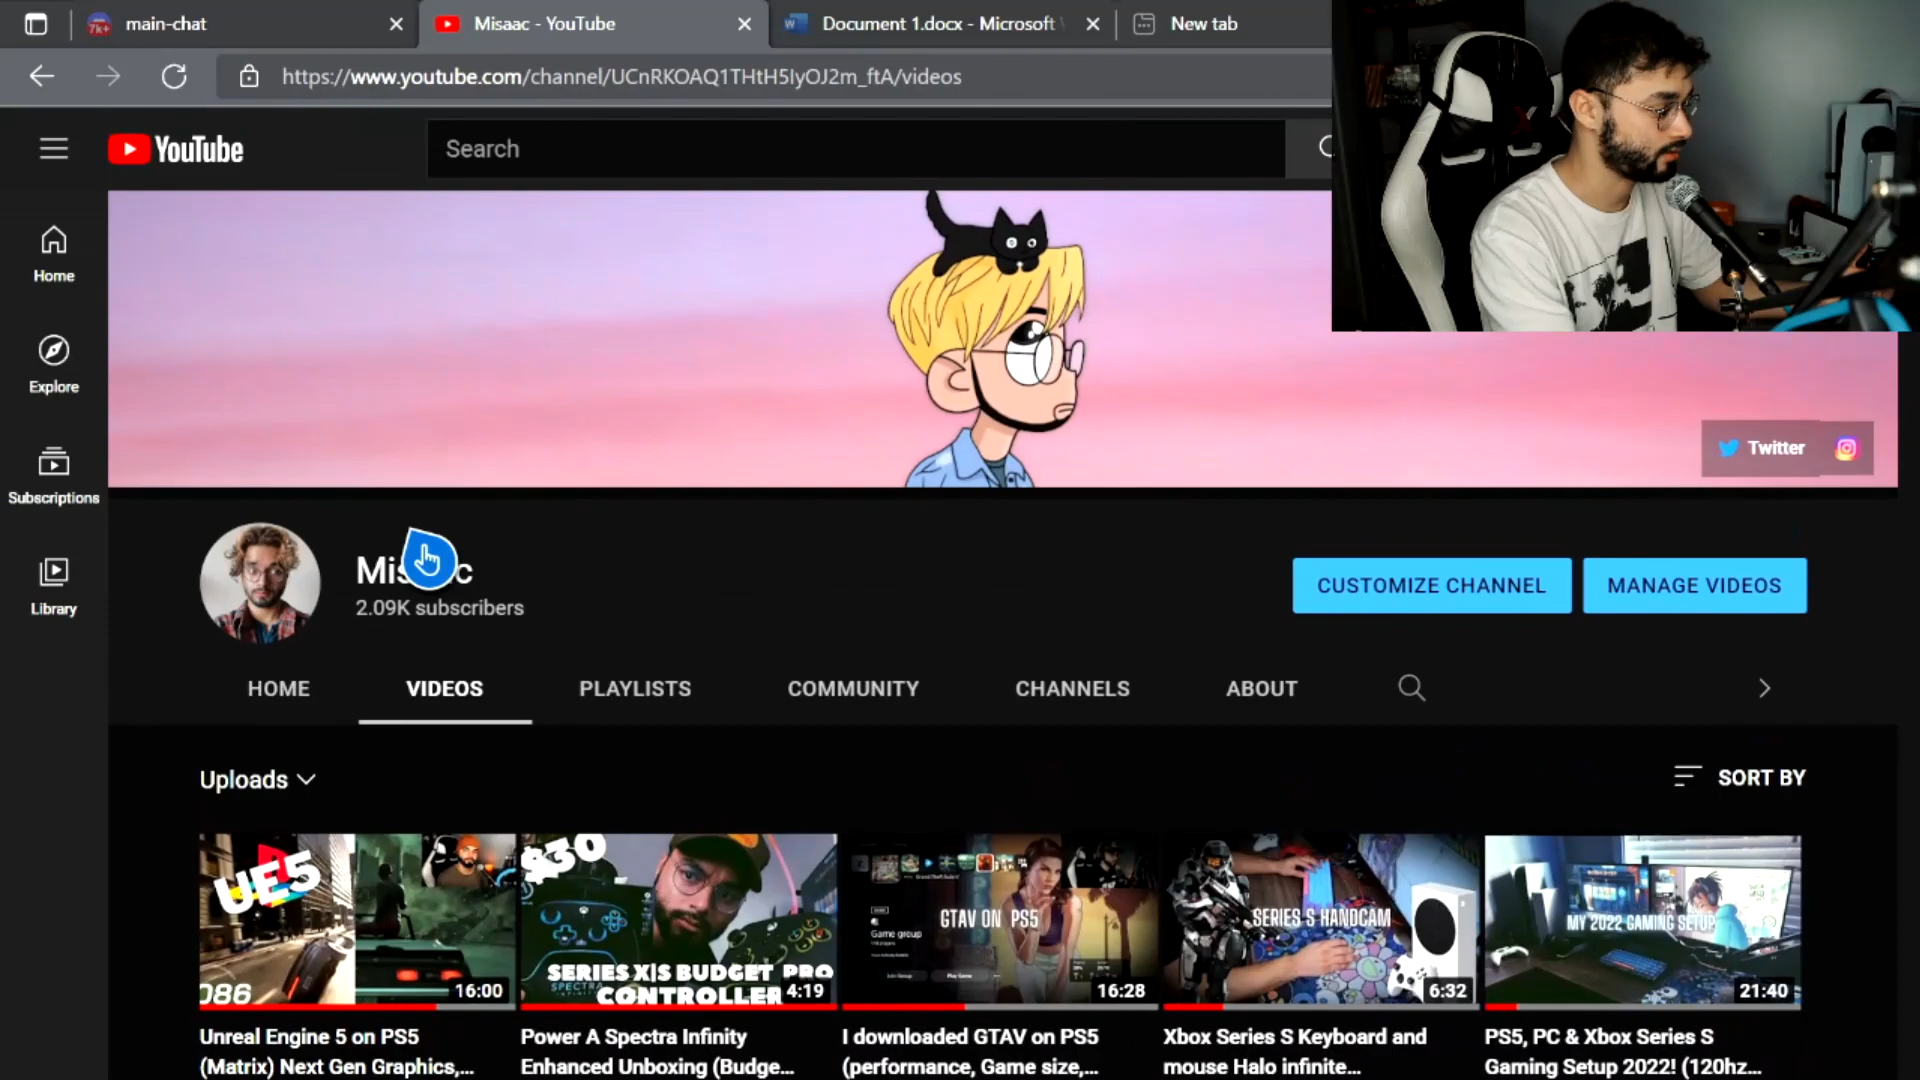 7k+
main-chat
Misaac - YouTube
Document 1.docx - Microsoft
New tab
https://www.youtube.com/channel/UCnRKOAQ1THtH5IyOJ2m_ftA/videos
YouTube
Search
Home
Explore
Subscriptions
Library
Twitter
2.09K subscribers
CUSTOMIZE CHANNEL
MANAGE VIDEOS
HOME
VIDEOS
PLAYLISTS
COMMUNITY
CHANNELS
ABOUT
Uploads
SORT BY
UE5
086
16:00
$30
SERIES X|S BUDGET PRO
CONTROLLER
4:19
GTAV ON PS5
Game group
16:28
SERIES S HANDCAM
6:32
MY 2022 GAMING SETUP
21:40
Unreal Engine 5 on PS5
(Matrix) Next Gen Graphics,...
Power A Spectra Infinity
Enhanced Unboxing (Budge...
I downloaded GTAV on PS5
(performance, Game size,...
Xbox Series S Keyboard and
mouse Halo infinite...
PS5, PC & Xbox Series S
Gaming Setup 2022! (120hz...